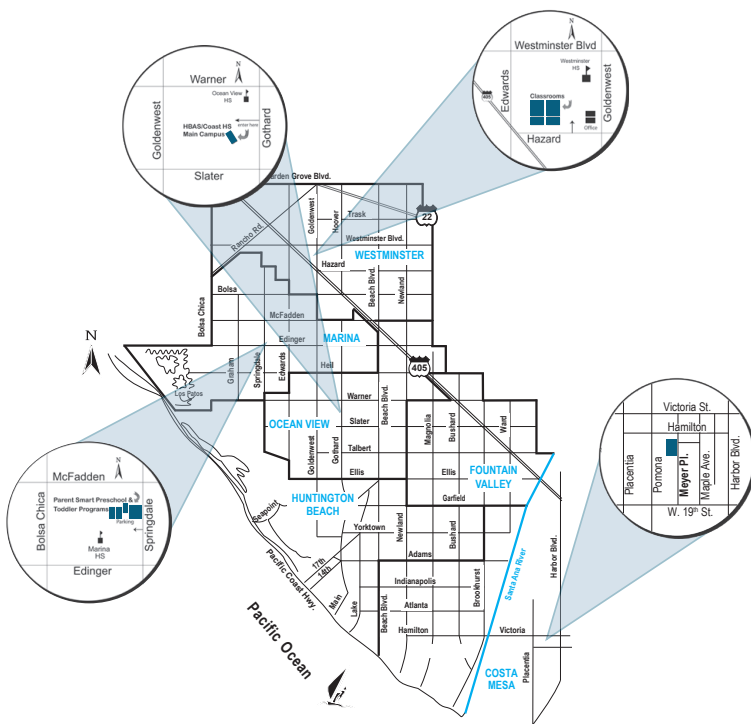 Warner
N
Ocean View
HS
Goldenwest
Gothard
enter here
HBAS/Coast HS
Main Campus
Slater
Westminster Blvd
N
Westminster
HS
Edwards
Goldenwest
405
Classrooms
Office
Hazard
arden Grove Blvd.
22
Goldenwest
Hoover
Trask
Rancho Rd.
Westminster Blvd.
WESTMINSTER
Hazard
Bolsa
Beach Blvd.
Newland
Bolsa Chica
McFadden
Edinger
MARINA
N
Graham
Springdale
Edwards
Heil
405
Los Patos
Warner
Beach Blvd.
Magnolia
Bushard
Ward
OCEAN VIEW
Slater
Goldenwest
Gothard
Talbert
Ellis
Ellis
FOUNTAIN
VALLEY
Garfield
HUNTINGTON
BEACH
Seapoint
Yorktown
Newland
Bushard
17th
14th
Adams
Pacific Coast Hwy.
Main
Lake
Beach Blvd.
Indianapolis
Atlanta
Hamilton
Brookhurst
Santa Ana River
Harbor Blvd.
Victoria
Placentia
COSTA
MESA
Pacific Ocean
McFadden
N
Bolsa Chica
Parent Smart Preschool &
Toddler Programs
Parking
Springdale
Marina
HS
Edinger
Victoria St.
Hamilton
Placentia
Pomona
Meyer Pl.
Maple Ave.
Harbor Blvd.
W. 19th St.